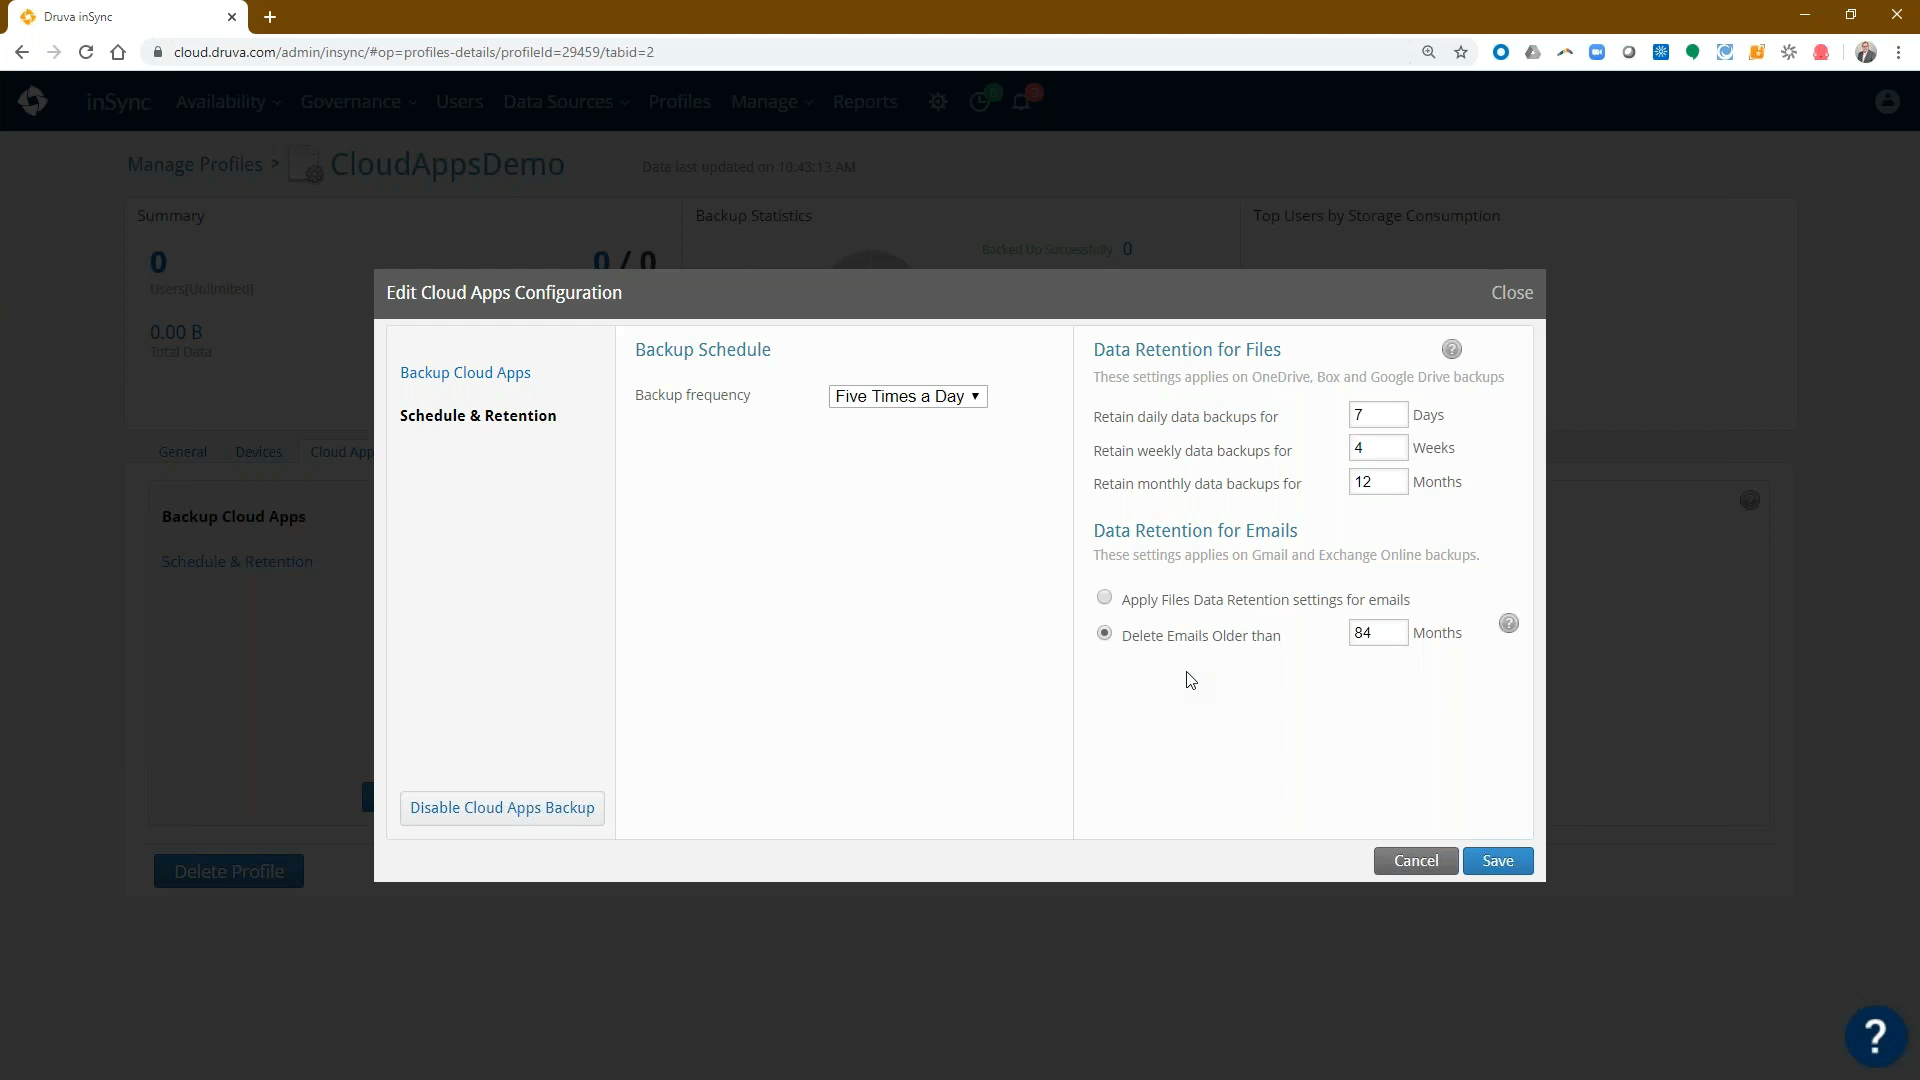 Druva inSync
cloud.druva.com/admin/insync/#op=profiles-details/profileId=29459/tabid=2
inSync Availability Governance Users Data Sources Profiles Manage Reports 0 3
Manage Profiles > CloudAppsDemo Data last updated on 10:43:13 AM
Summary Backup Statistics Top Users by Storage Consumption
0 0 / 0 Backed Up Successfully 0
Users[Unlimited]
0.00 B
Total Data
Edit Cloud Apps Configuration Close
Backup Cloud Apps
Schedule & Retention
Disable Cloud Apps Backup
Backup Schedule
Backup frequency Five Times a Day
Data Retention for Files ?
These settings applies on OneDrive, Box and Google Drive backups
Retain daily data backups for 7 Days
Retain weekly data backups for 4 Weeks
Retain monthly data backups for 12 Months
Data Retention for Emails
These settings applies on Gmail and Exchange Online backups.
Apply Files Data Retention settings for emails
Delete Emails Older than 84 Months ?
Cancel Save
General Devices Cloud App
Backup Cloud Apps ?
Schedule & Retention
Delete Profile
?